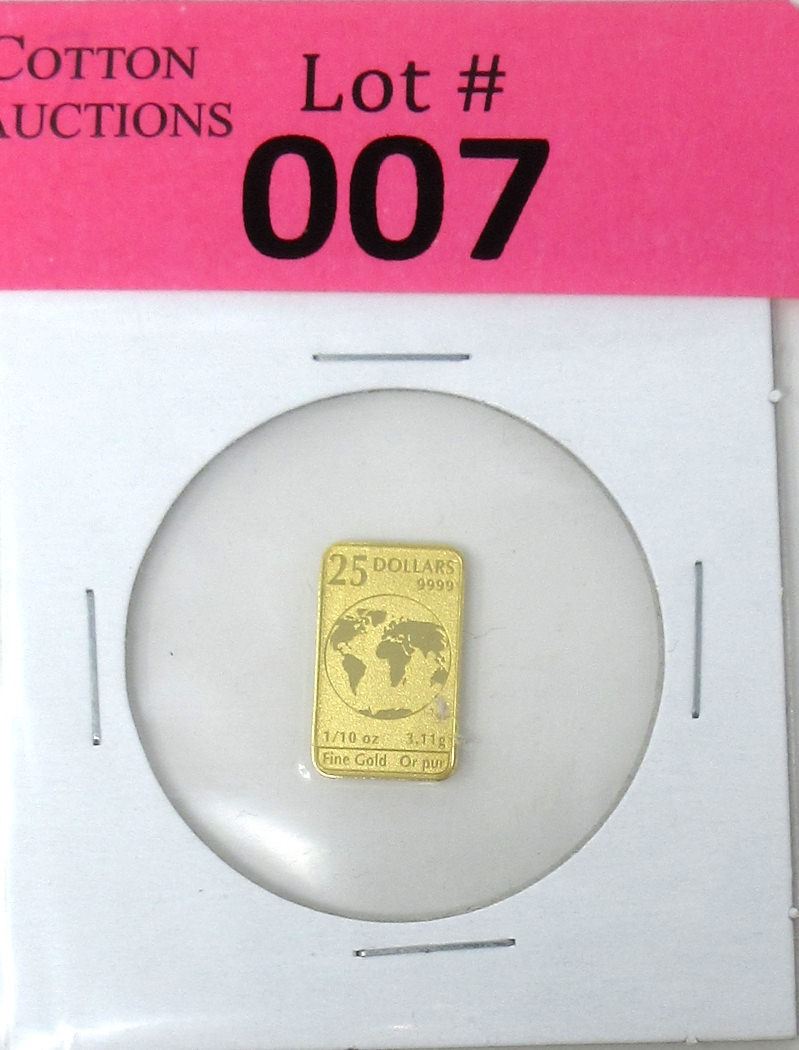 COTTON
AUCTIONS
Lot #
007
25 DOLLARS
9999
1/10 oz 3.11g
Fine Gold Or pur